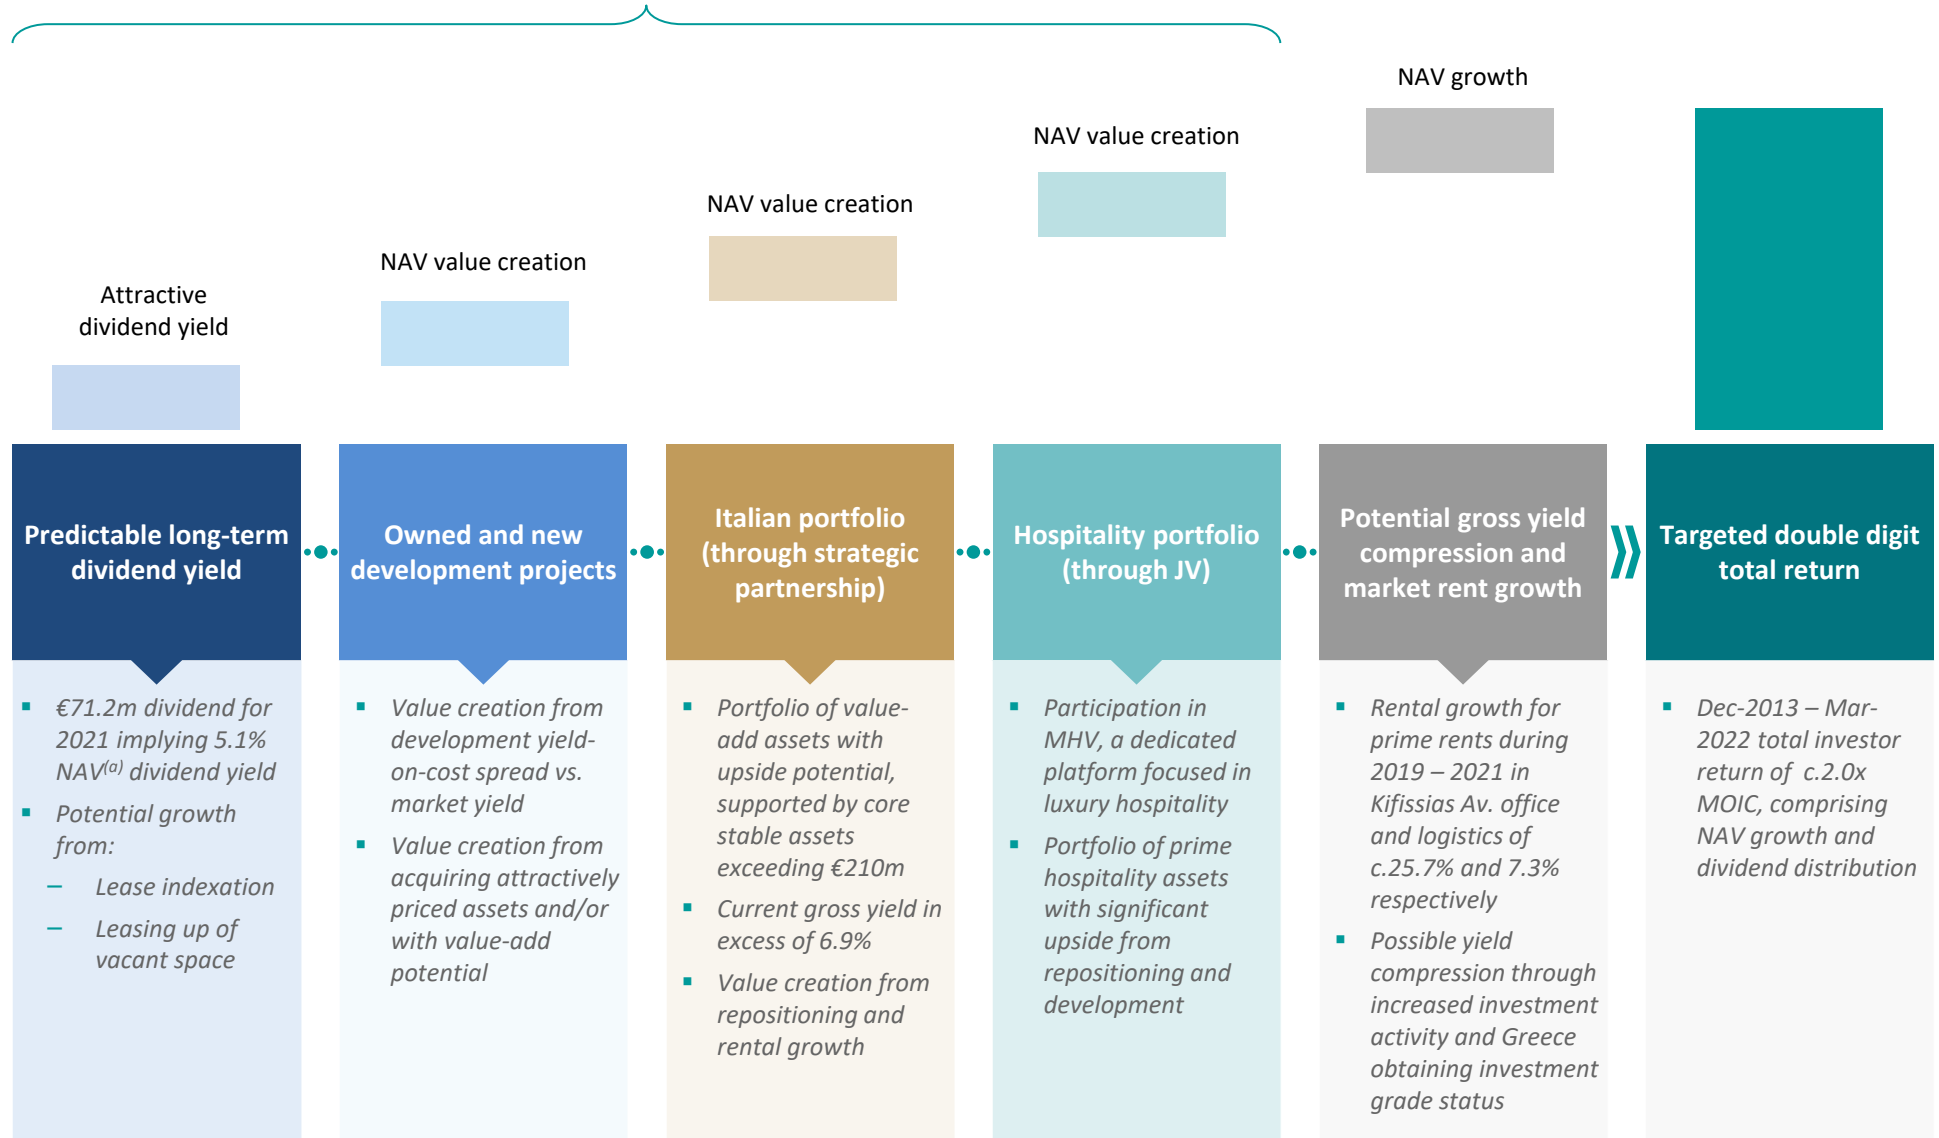 Attractive
dividend yield
NAV value creation
NAV value creation
NAV value creation
NAV growth
Predictable long-term
dividend yield
Owned and new
development projects
Italian portfolio
(through strategic
partnership)
Hospitality portfolio
(through JV)
Potential gross yield
compression and
market rent growth
Targeted double digit
total return
▪ €71.2m dividend for
2021 implying 5.1%
NAV(a) dividend yield
▪ Potential growth
from:
– Lease indexation
– Leasing up of
vacant space
▪ Value creation from
development yield-
on-cost spread vs.
market yield
▪ Value creation from
acquiring attractively
priced assets and/or
with value-add
potential
▪ Portfolio of value-
add assets with
upside potential,
supported by core
stable assets
exceeding €210m
▪ Current gross yield in
excess of 6.9%
▪ Value creation from
repositioning and
rental growth
▪ Participation in
MHV, a dedicated
platform focused in
luxury hospitality
▪ Portfolio of prime
hospitality assets
with significant
upside from
repositioning and
development
▪ Rental growth for
prime rents during
2019 – 2021 in
Kifissias Av. office
and logistics of
c.25.7% and 7.3%
respectively
▪ Possible yield
compression through
increased investment
activity and Greece
obtaining investment
grade status
▪ Dec-2013 – Mar-
2022 total investor
return of c.2.0x
MOIC, comprising
NAV growth and
dividend distribution